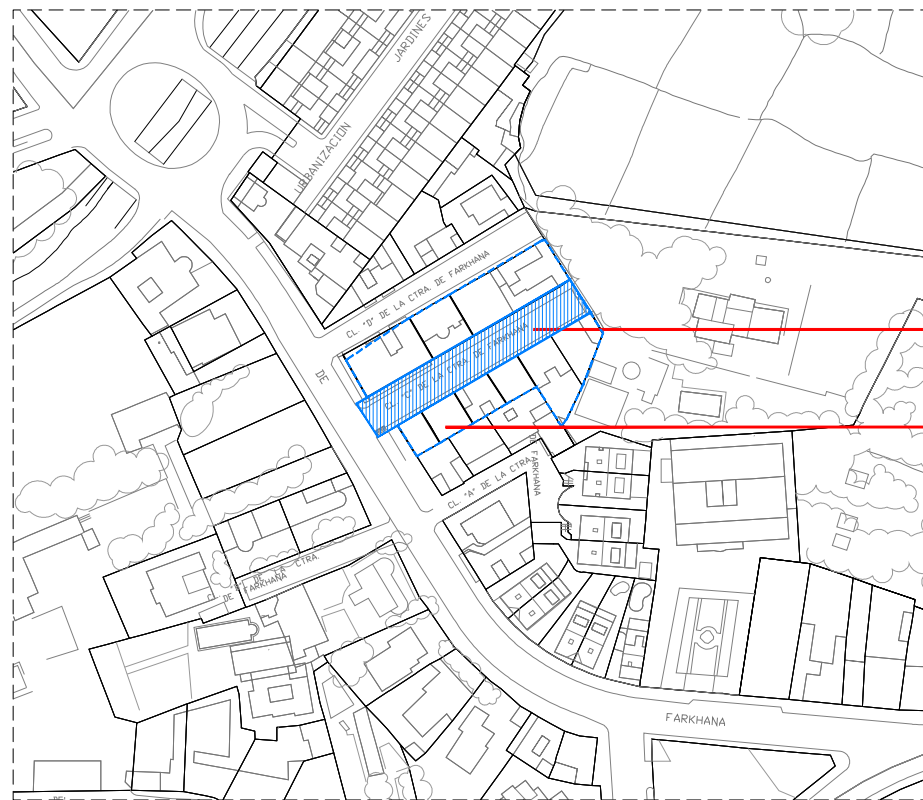 JARDINES
URBANIZACION
CL. "D" DE LA CTRA. DE FARKHANA
CL. "C" DE LA CTRA. DE FARKHANA
DE
CL. "A" DE LA CTRA.
DE FARKHANA
DE LA CTRA.
DE FARKHANA
FARKHANA